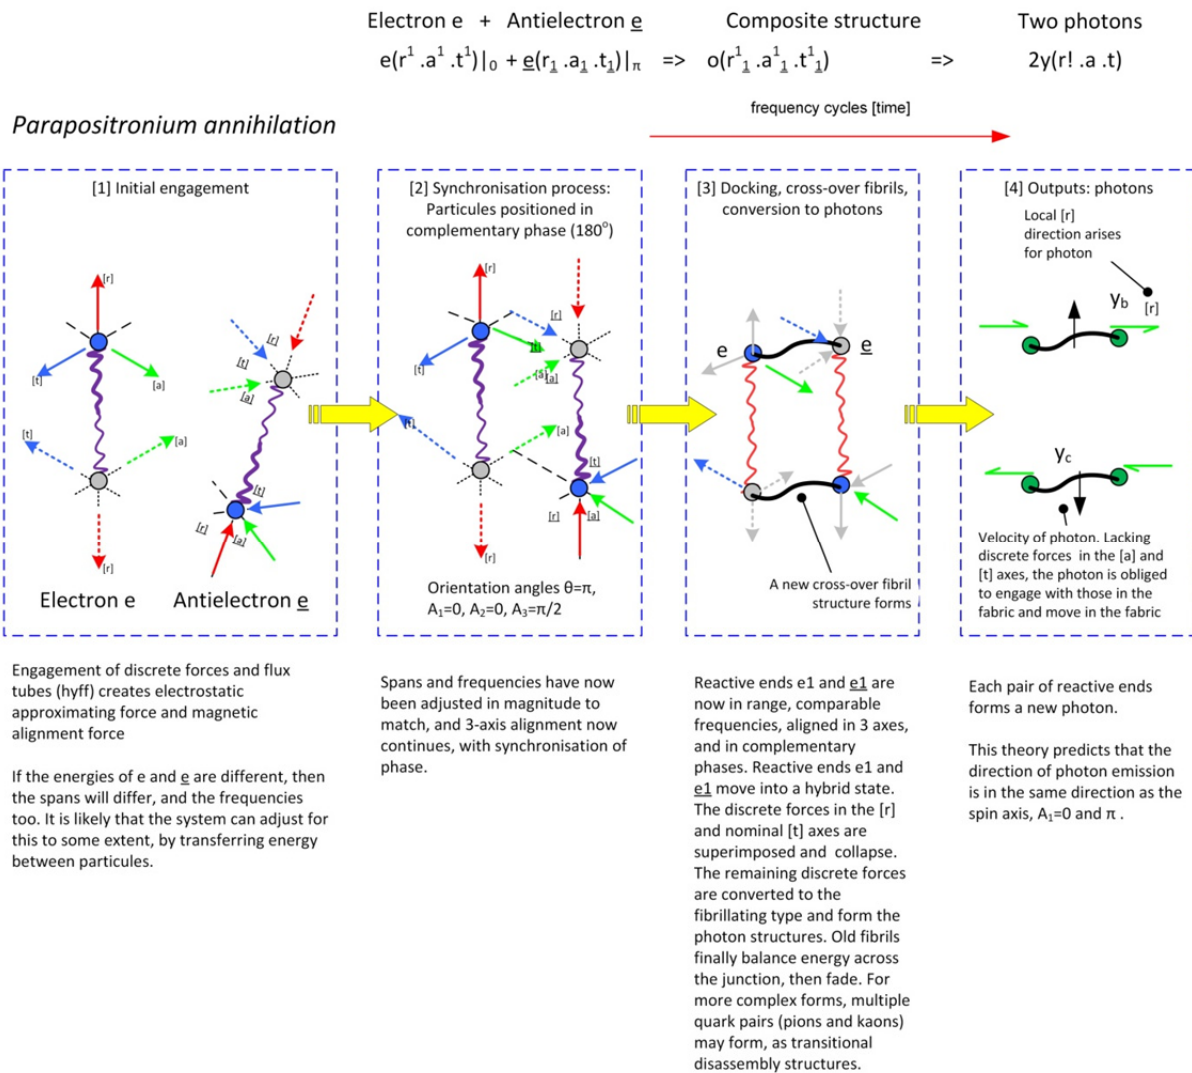 Electron e + Antielectron e̲ Composite structure Two photons
e(r¹ .a¹ .t¹)|₀ + e̲(r₁̲ .a₁̲ .t₁̲)|π => o(r¹₁̲ .a¹₁̲ .t¹₁̲) => 2y(r! .a .t)
frequency cycles [time]
Parapositronium annihilation
[1] Initial engagement
[r]
[t]
[a]
[t]
[a]
[r]
[r]
[t]
[a]
[t]
[r]
[a]
Electron e Antielectron e̲
[2] Synchronisation process:
Particules positioned in
complementary phase (180°)
[r]
[r]
[t]
[t]
[a]
[a]
[t]
[a]
[t]
[r]
[a]
[r]
Orientation angles θ=π,
A₁=0, A₂=0, A₃=π/2
[3] Docking, cross-over fibrils,
conversion to photons
e
e̲
A new cross-over fibril
structure forms
[4] Outputs: photons
Local [r]
direction arises
for photon
yb
[r]
yc
Velocity of photon. Lacking
discrete forces in the [a] and
[t] axes, the photon is obliged
to engage with those in the
fabric and move in the fabric
Engagement of discrete forces and flux
tubes (hyff) creates electrostatic
approximating force and magnetic
alignment force
If the energies of e and e̲ are different, then
the spans will differ, and the frequencies
too. It is likely that the system can adjust for
this to some extent, by transferring energy
between particules.
Spans and frequencies have now
been adjusted in magnitude to
match, and 3-axis alignment now
continues, with synchronisation of
phase.
Reactive ends e1 and e̲1̲ are
now in range, comparable
frequencies, aligned in 3 axes,
and in complementary
phases. Reactive ends e1 and
e̲1̲ move into a hybrid state.
The discrete forces in the [r]
and nominal [t] axes are
superimposed and collapse.
The remaining discrete forces
are converted to the
fibrillating type and form the
photon structures. Old fibrils
finally balance energy across
the junction, then fade. For
more complex forms, multiple
quark pairs (pions and kaons)
may form, as transitional
disassembly structures.
Each pair of reactive ends
forms a new photon.
This theory predicts that the
direction of photon emission
is in the same direction as the
spin axis, A₁=0 and π .